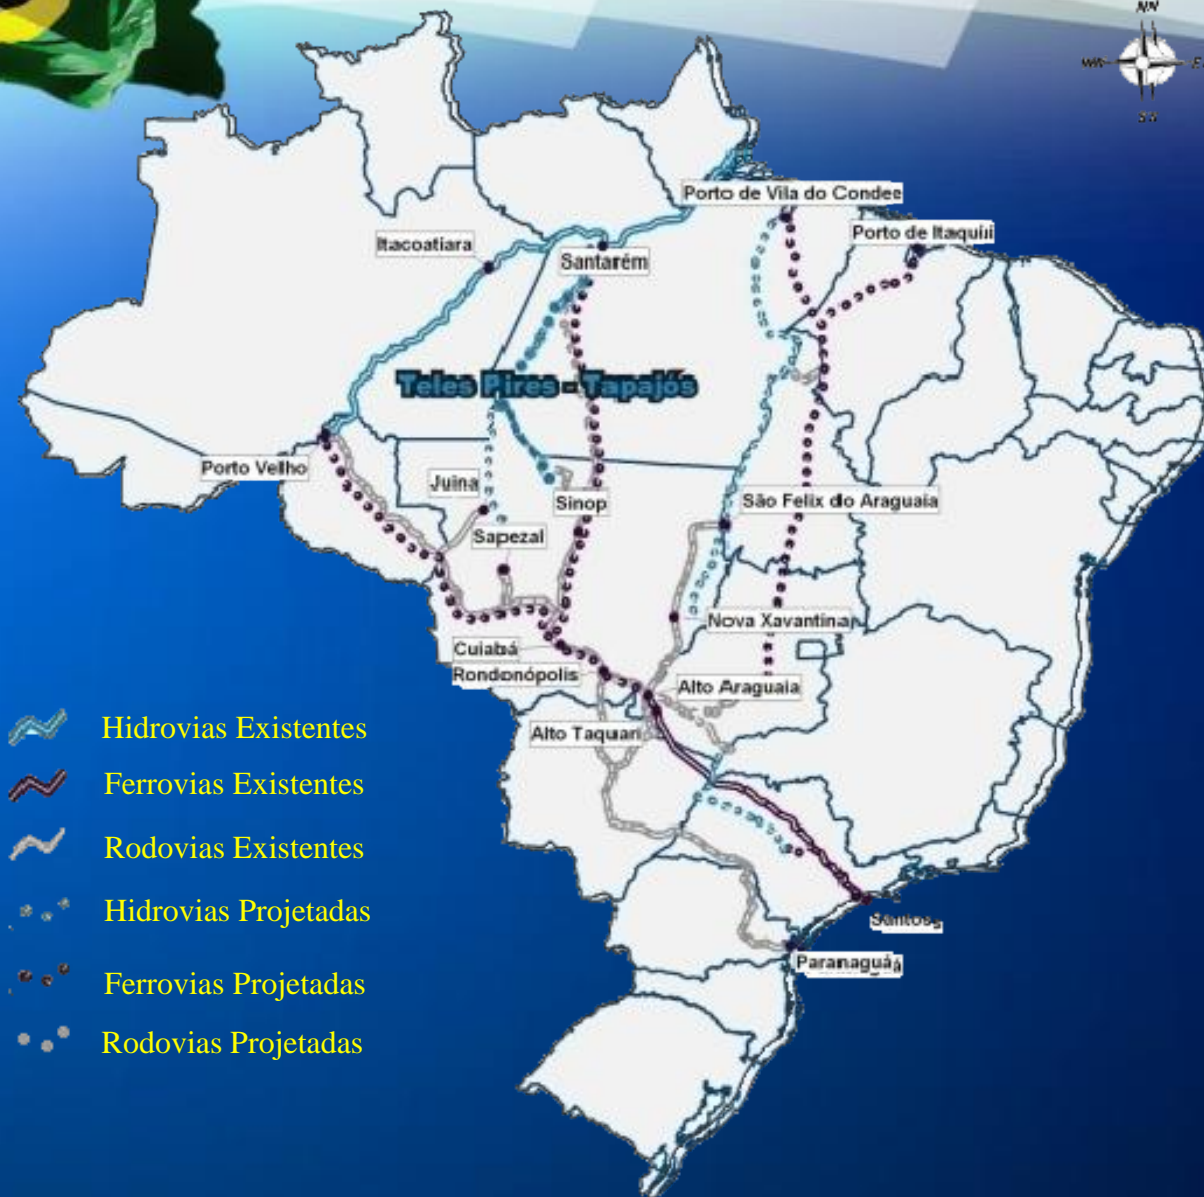 NN
E
SS
Porto de Vila do Condee
Porto de Itaquii
Itacoatiara
Santarém
Teles Pires - Tapajós
Porto Velho
Juina
Sinop
São Felix do Araguaia
Sapezal
Nova Xavantina
Cuiabá
Rondonópolis
Alto Araguaia
Alto Taquari
Santos
Paranaguá
Hidrovias Existentes
Ferrovias Existentes
Rodovias Existentes
Hidrovias Projetadas
Ferrovias Projetadas
Rodovias Projetadas